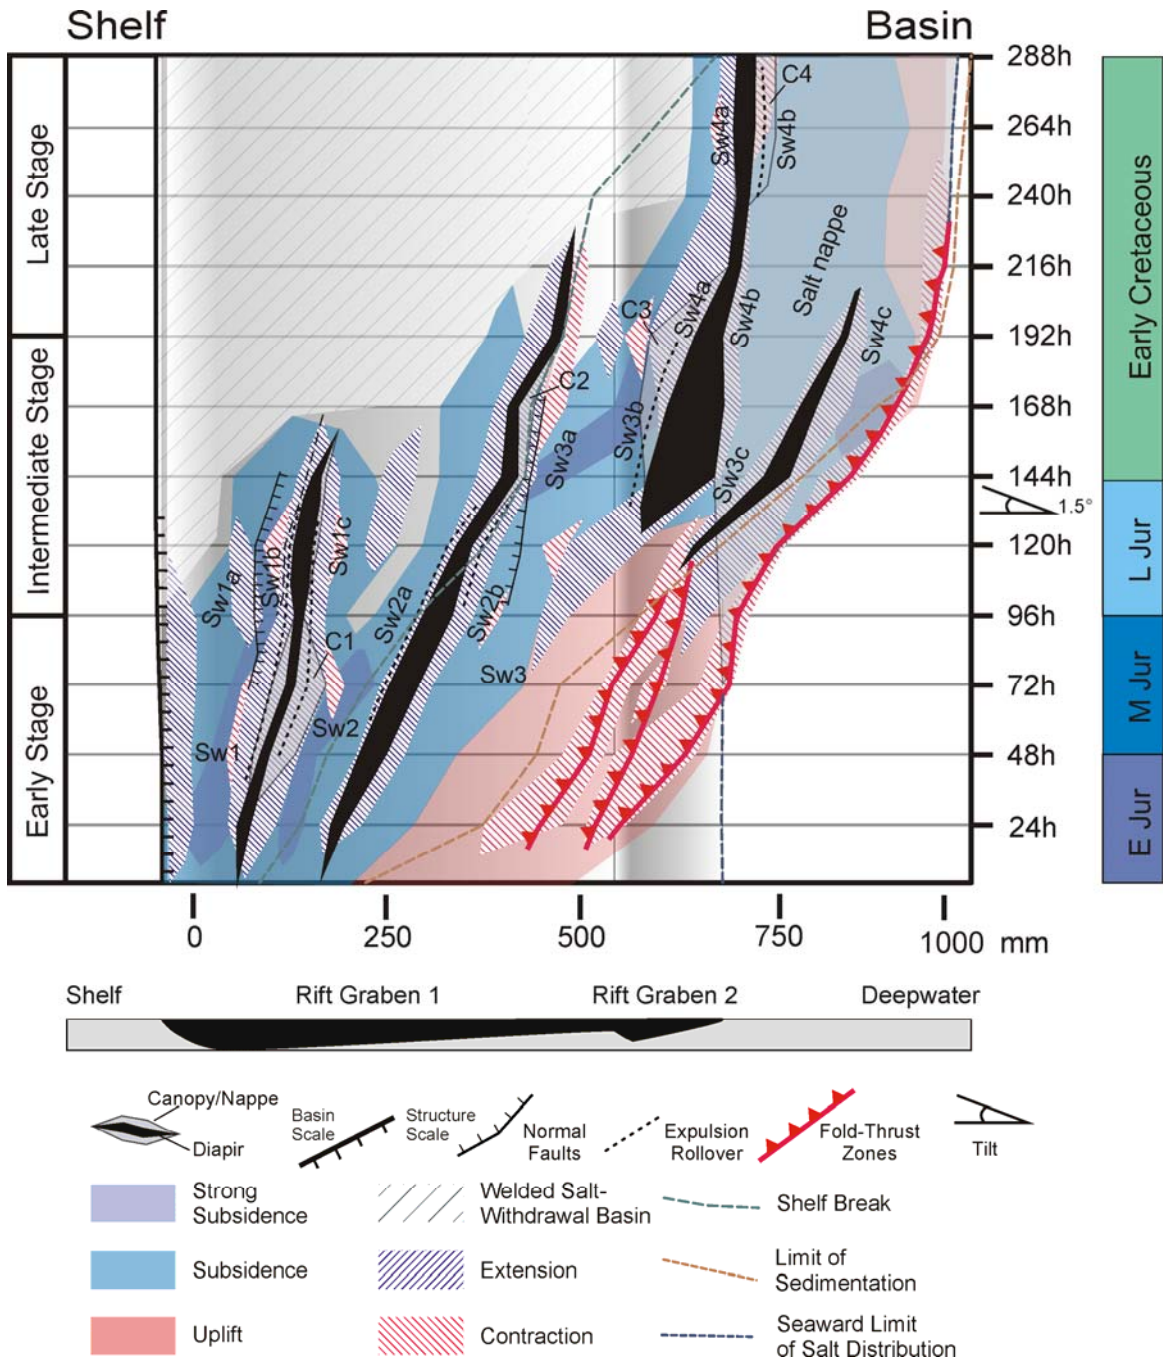 Shelf
Basin
Late Stage
Intermediate Stage
Early Stage
288h
264h
240h
216h
192h
168h
144h
120h
96h
72h
48h
24h
1.5°
Early Cretaceous
L Jur
M Jur
E Jur
C4
Sw4a
Sw4b
Salt nappe
C3
Sw4a
Sw4b
Sw4c
C2
Sw3a
Sw3b
Sw3c
Sw1a
Sw1b
Sw1c
Sw2a
Sw2b
C1
Sw3
Sw2
Sw1
0
250
500
750
1000 mm
Shelf
Rift Graben 1
Rift Graben 2
Deepwater
Canopy/Nappe
Diapir
Basin
Scale
Structure
Scale
Normal
Faults
Expulsion
Rollover
Fold-Thrust
Zones
Tilt
Strong
Subsidence
Welded Salt-
Withdrawal Basin
Shelf Break
Subsidence
Extension
Limit of
Sedimentation
Uplift
Contraction
Seaward Limit
of Salt Distribution